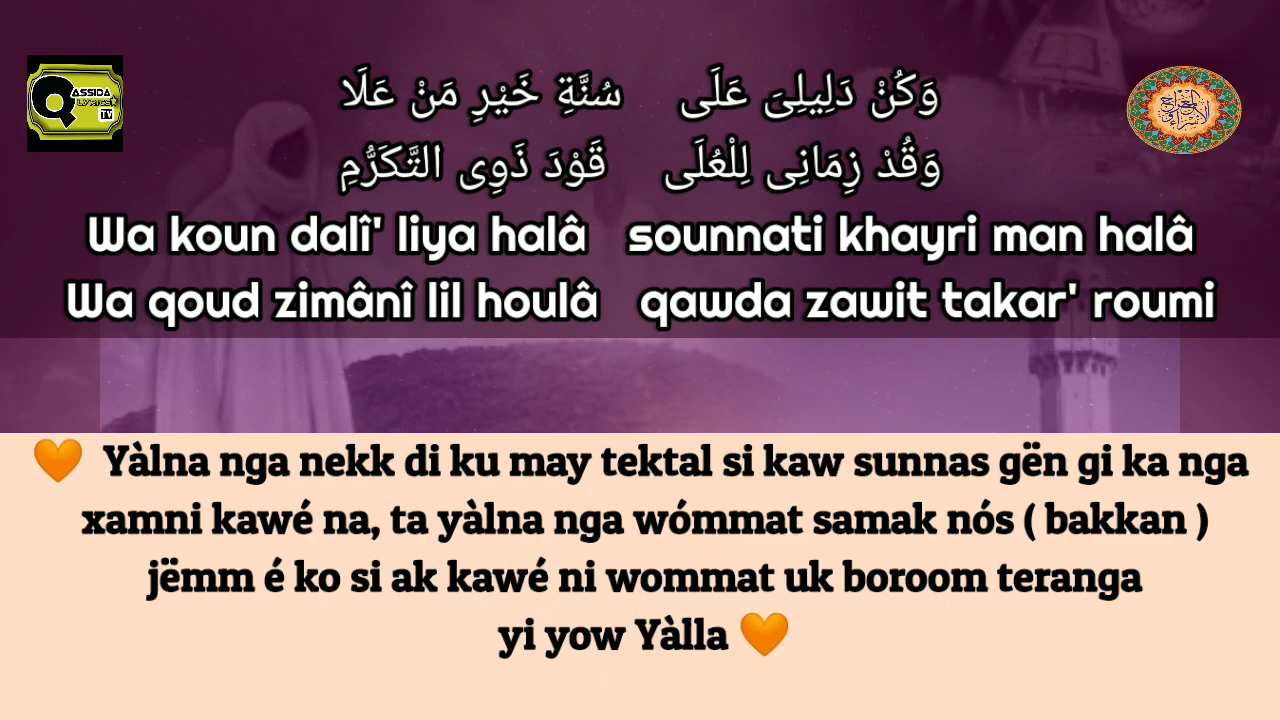 QASSIDA
LYRICS
TV
وَكُنْ دَلِيلِىَ عَلَى سُنَّةِ خَيْرِ مَنْ عَلَا
وَقُدْ زِمَانِى لِلْعُلَى قَوْدَ ذَوِى التَّكَرُّمِ
Wa koun dalî' liya halâ sounnati khayri man halâ
Wa qoud zimânî lil houlâ qawda zawit takar' roumi
🧡 Yàlna nga nekk di ku may tektal si kaw sunnas gën gi ka nga
xamni kawé na, ta yàlna nga wómmat samak nós ( bakkan )
jëmm é ko si ak kawé ni wommat uk boroom teranga
yi yow Yàlla 🧡